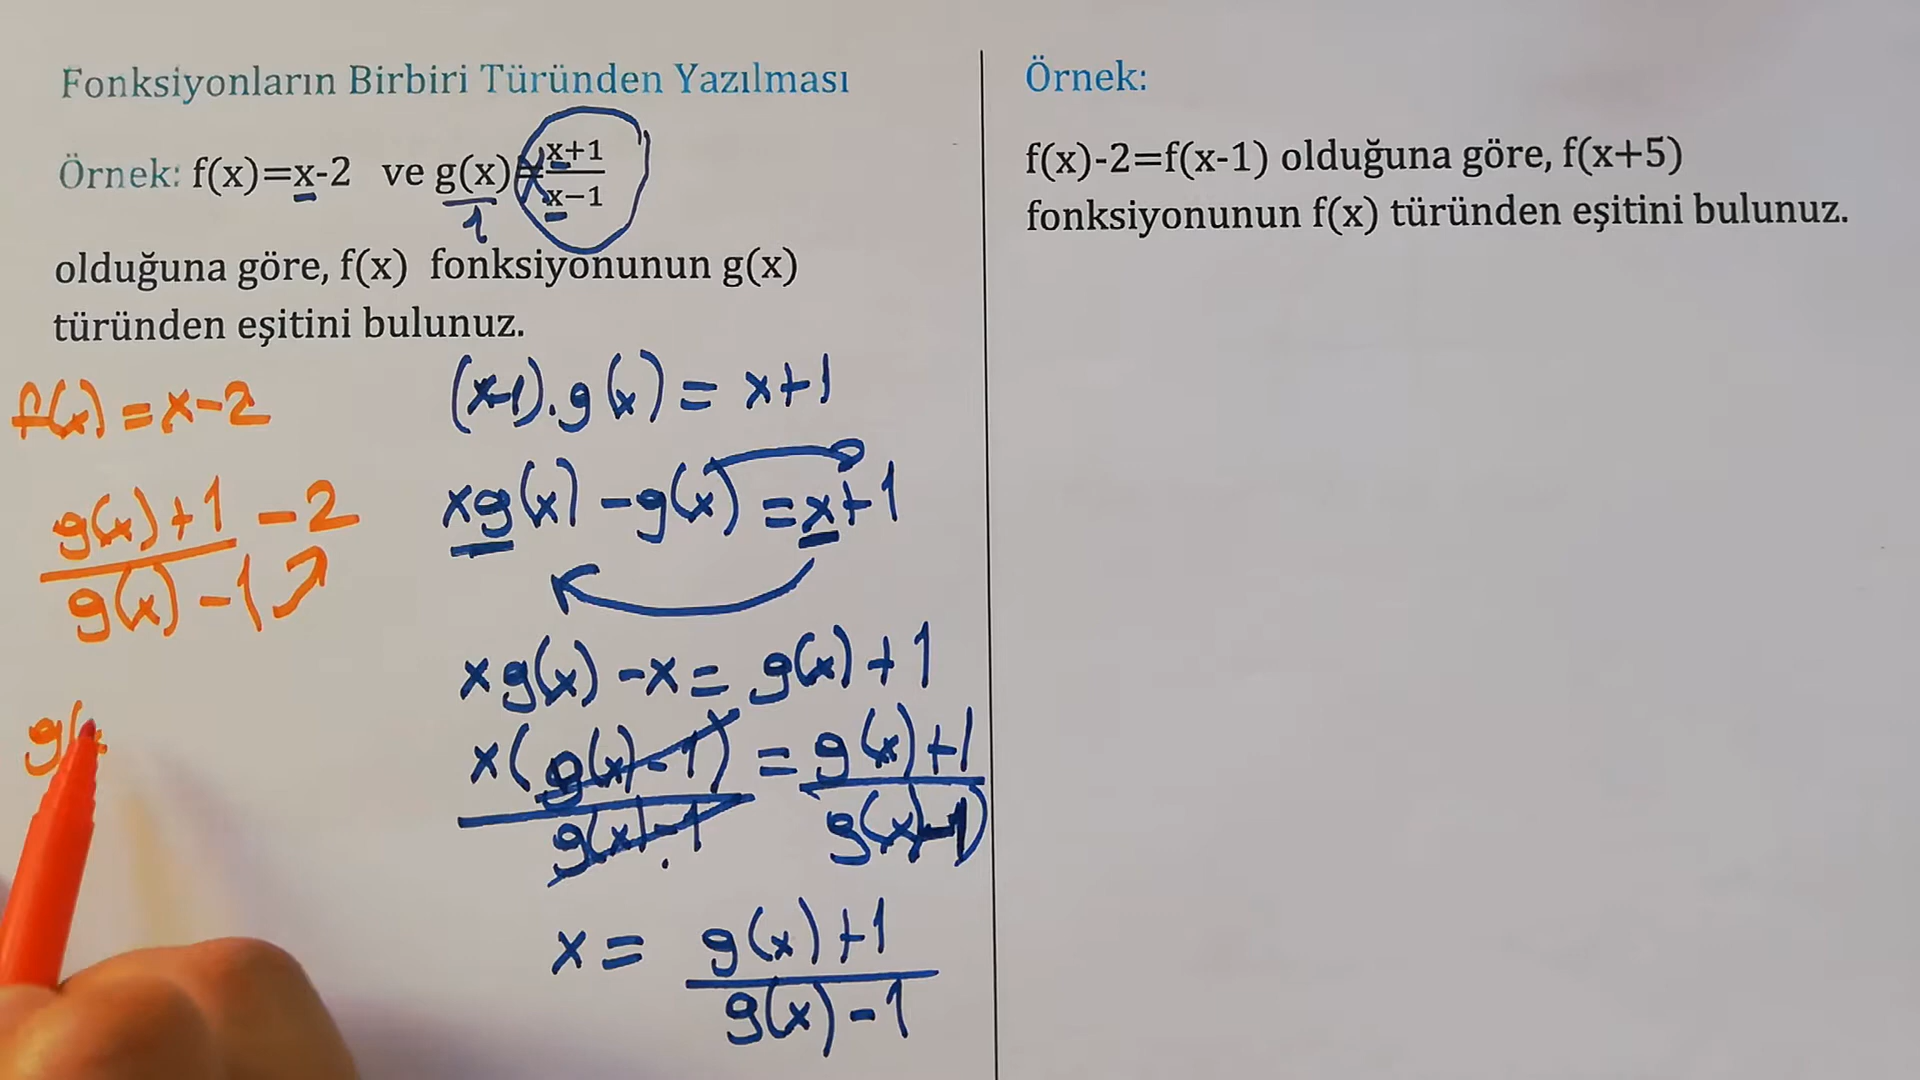 Fonksiyonların Birbiri Türünden Yazılması
Örnek: f(x)=x-2 ve g(x)=x+1/x−1
1
olduğuna göre, f(x) fonksiyonunun g(x)
türünden eşitini bulunuz.
f(x) = x-2
g(x)+1/g(x)-1 - 2
g(x
(x-1).g(x) = x+1
xg(x) - g(x) = x+1
xg(x) - x = g(x)+1
x(g(x)-1)/g(x)-1 = g(x)+1/g(x)-1
x = g(x)+1/g(x)-1
Örnek:
f(x)-2=f(x-1) olduğuna göre, f(x+5)
fonksiyonunun f(x) türünden eşitini bulunuz.